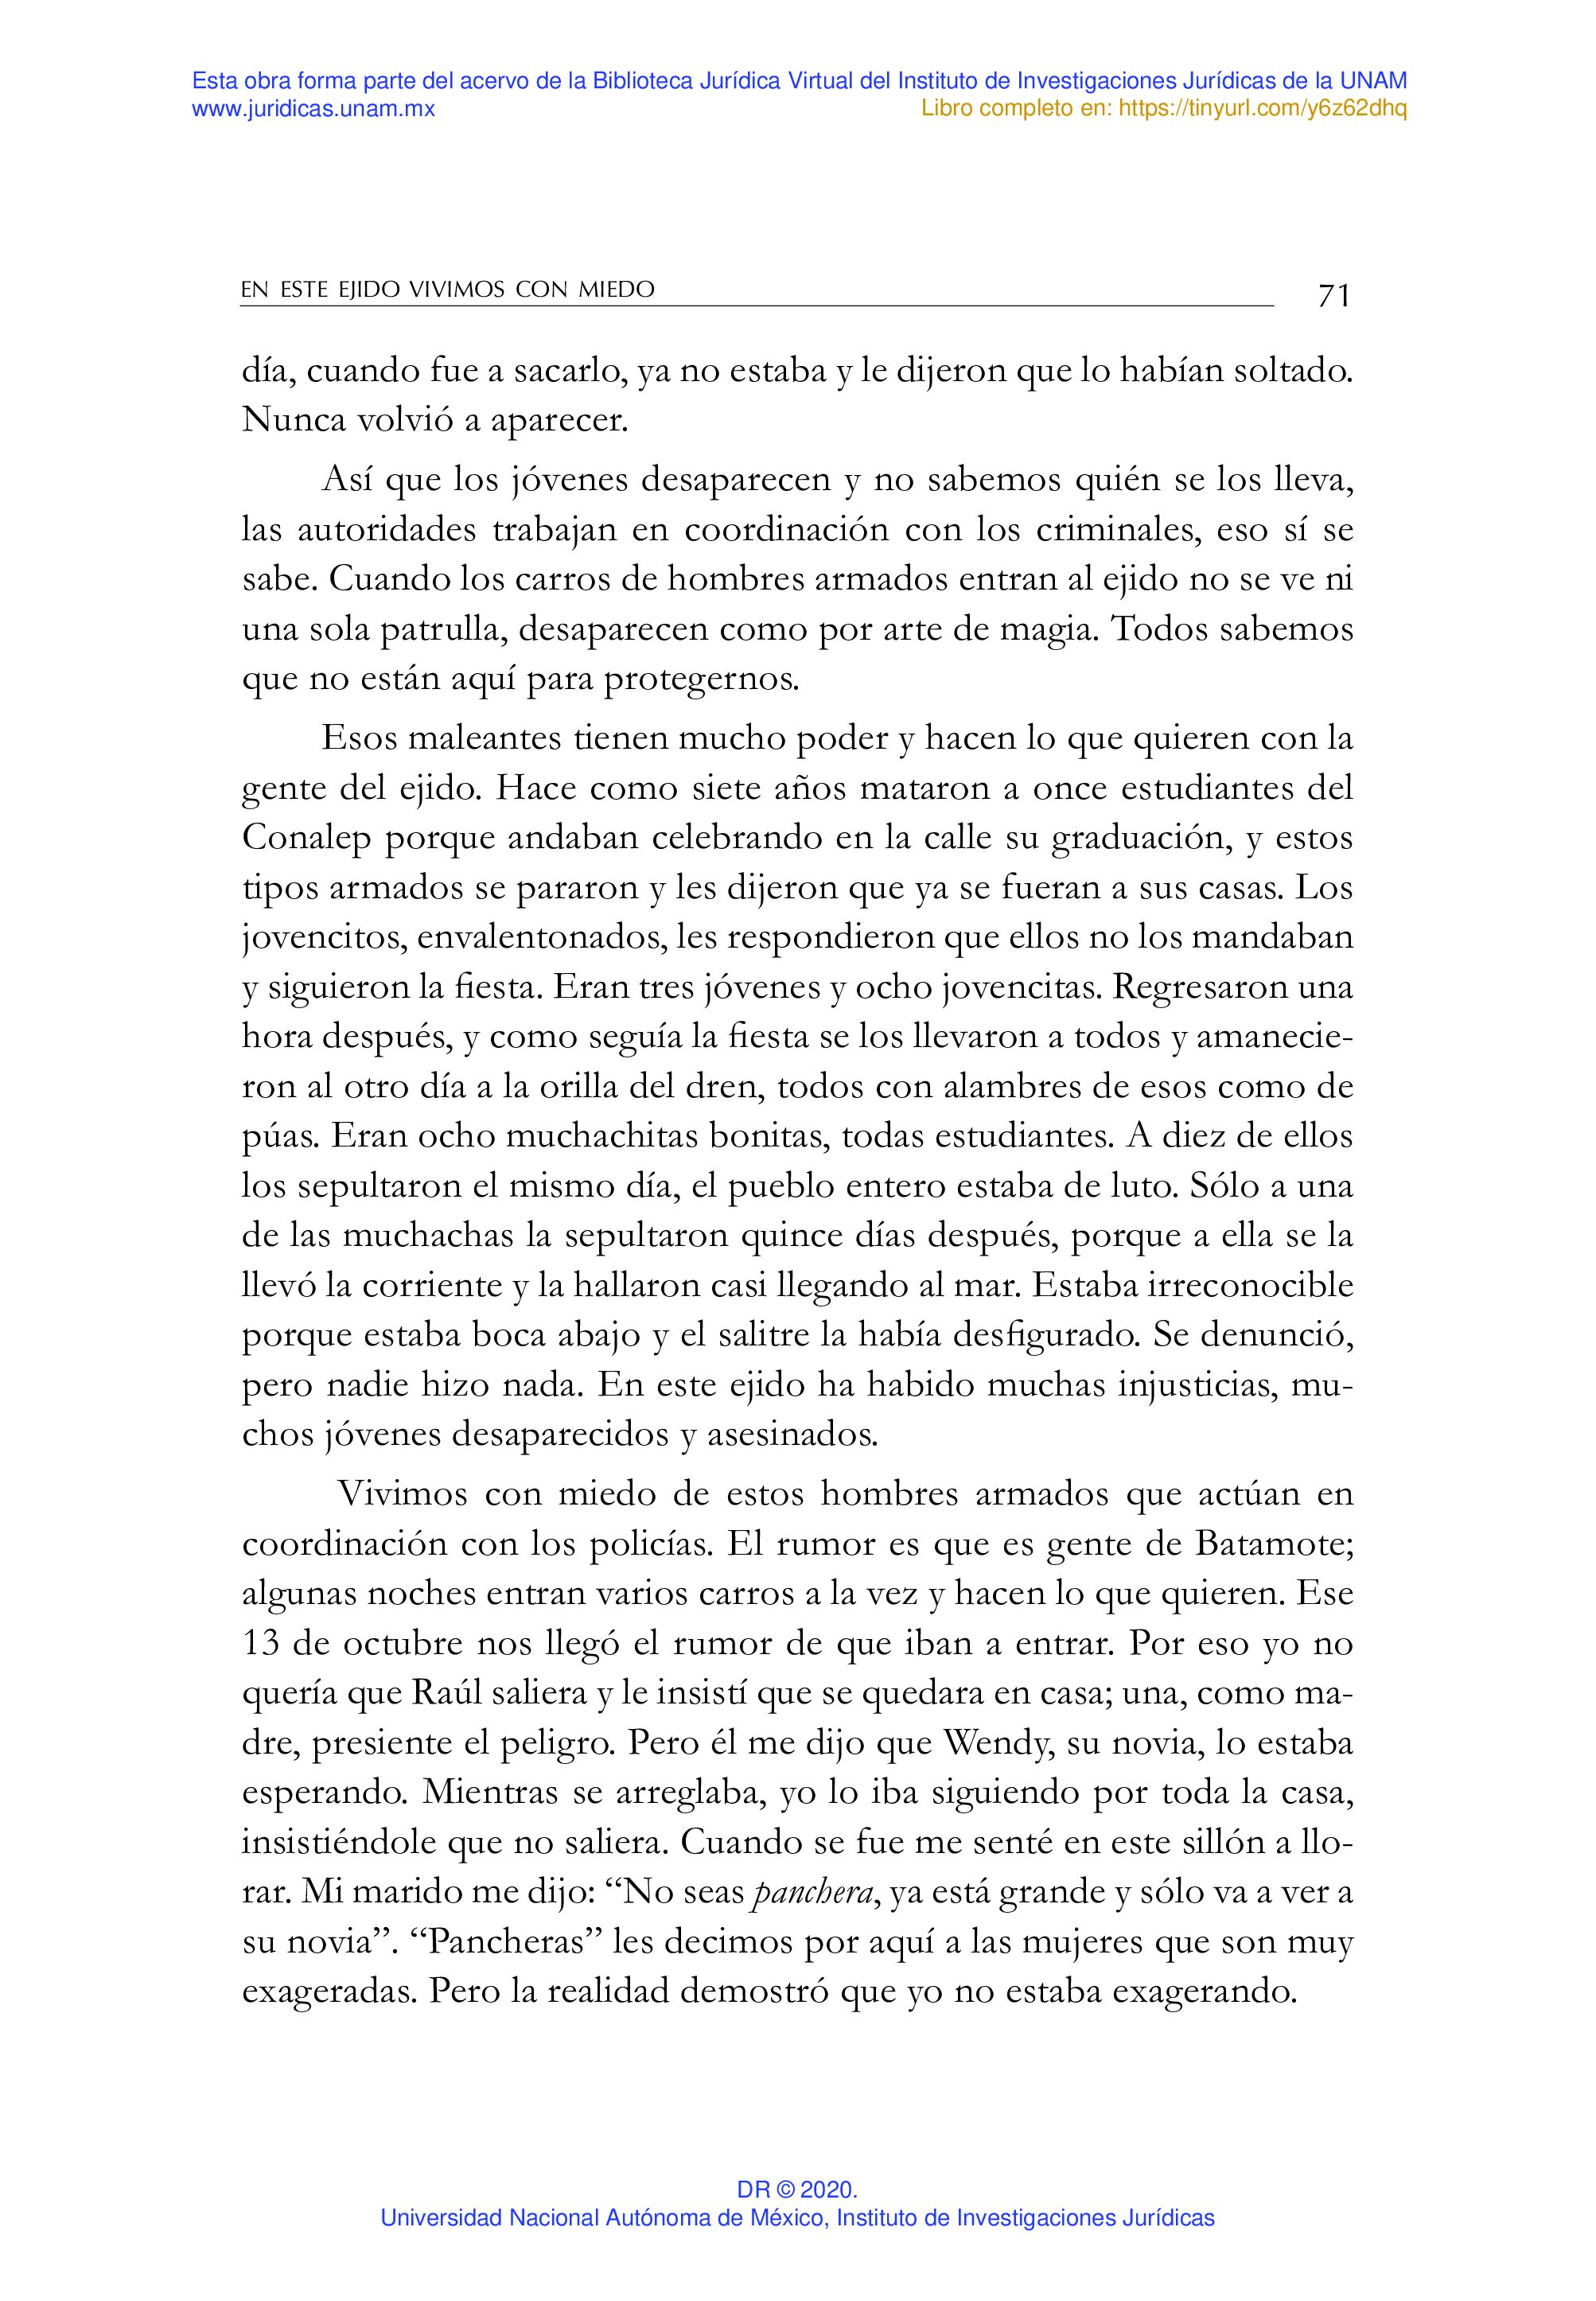 Esta obra forma parte del acervo de la Biblioteca Jurídica Virtual del Instituto de Investigaciones Jurídicas de la UNAM
www.juridicas.unam.mx
Libro completo en: https://tinyurl.com/y6z62dhq
EN ESTE EJIDO VIVIMOS CON MIEDO
71
día, cuando fue a sacarlo, ya no estaba y le dijeron que lo habían soltado.
Nunca volvió a aparecer.
Así que los jóvenes desaparecen y no sabemos quién se los lleva,
las autoridades trabajan en coordinación con los criminales, eso sí se
sabe. Cuando los carros de hombres armados entran al ejido no se ve ni
una sola patrulla, desaparecen como por arte de magia. Todos sabemos
que no están aquí para protegernos.
Esos maleantes tienen mucho poder y hacen lo que quieren con la
gente del ejido. Hace como siete años mataron a once estudiantes del
Conalep porque andaban celebrando en la calle su graduación, y estos
tipos armados se pararon y les dijeron que ya se fueran a sus casas. Los
jovencitos, envalentonados, les respondieron que ellos no los mandaban
y siguieron la fiesta. Eran tres jóvenes y ocho jovencitas. Regresaron una
hora después, y como seguía la fiesta se los llevaron a todos y amanecie-
ron al otro día a la orilla del dren, todos con alambres de esos como de
púas. Eran ocho muchachitas bonitas, todas estudiantes. A diez de ellos
los sepultaron el mismo día, el pueblo entero estaba de luto. Sólo a una
de las muchachas la sepultaron quince días después, porque a ella se la
llevó la corriente y la hallaron casi llegando al mar. Estaba irreconocible
porque estaba boca abajo y el salitre la había desfigurado. Se denunció,
pero nadie hizo nada. En este ejido ha habido muchas injusticias, mu-
chos jóvenes desaparecidos y asesinados.
Vivimos con miedo de estos hombres armados que actúan en
coordinación con los policías. El rumor es que es gente de Batamote;
algunas noches entran varios carros a la vez y hacen lo que quieren. Ese
13 de octubre nos llegó el rumor de que iban a entrar. Por eso yo no
quería que Raúl saliera y le insistí que se quedara en casa; una, como ma-
dre, presiente el peligro. Pero él me dijo que Wendy, su novia, lo estaba
esperando. Mientras se arreglaba, yo lo iba siguiendo por toda la casa,
insistiéndole que no saliera. Cuando se fue me senté en este sillón a llo-
rar. Mi marido me dijo: “No seas panchera, ya está grande y sólo va a ver a
su novia”. “Pancheras” les decimos por aquí a las mujeres que son muy
exageradas. Pero la realidad demostró que yo no estaba exagerando.
DR © 2020.
Universidad Nacional Autónoma de México, Instituto de Investigaciones Jurídicas